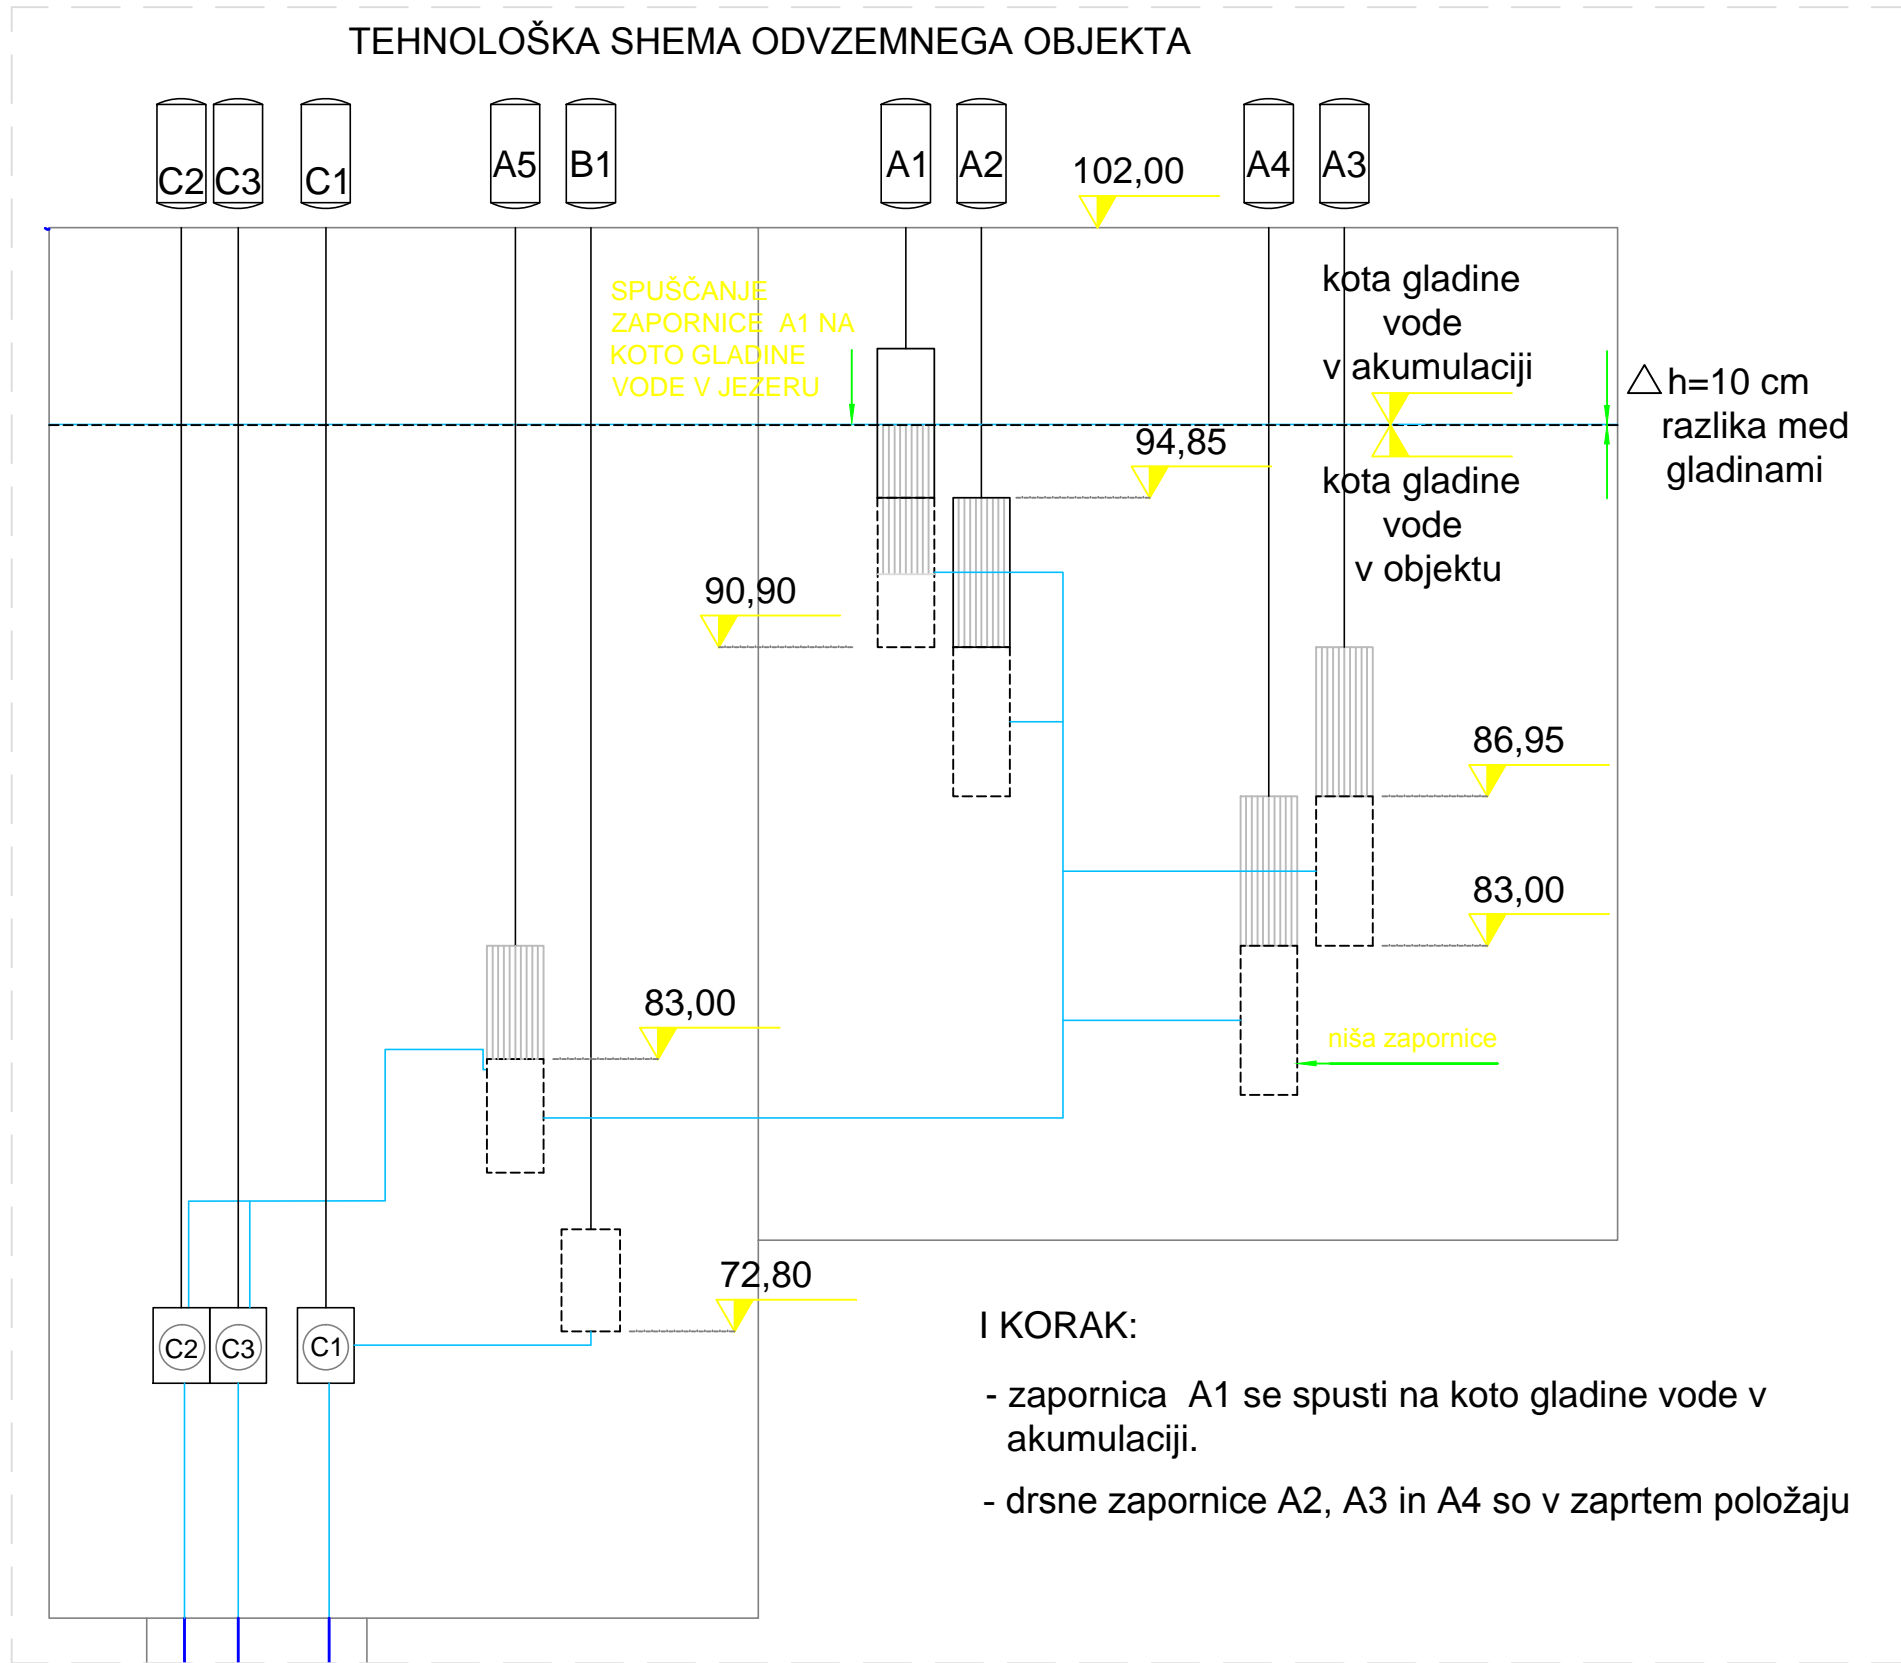 TEHNOLOŠKA SHEMA ODVZEMNEGA OBJEKTA
C2
C3
C1
A5
B1
A1
A2
A4
A3
102,00
SPUŠČANJE
ZAPORNICE A1 NA
KOTO GLADINE
VODE V JEZERU
kota gladine
vode
v akumulaciji
h=10 cm
razlika med
gladinami
94,85
kota gladine
vode
v objektu
90,90
86,95
83,00
83,00
niša zapornice
72,80
C2
C3
C1
I KORAK:
- zapornica A1 se spusti na koto gladine vode v
akumulaciji.
- drsne zapornice A2, A3 in A4 so v zaprtem položaju